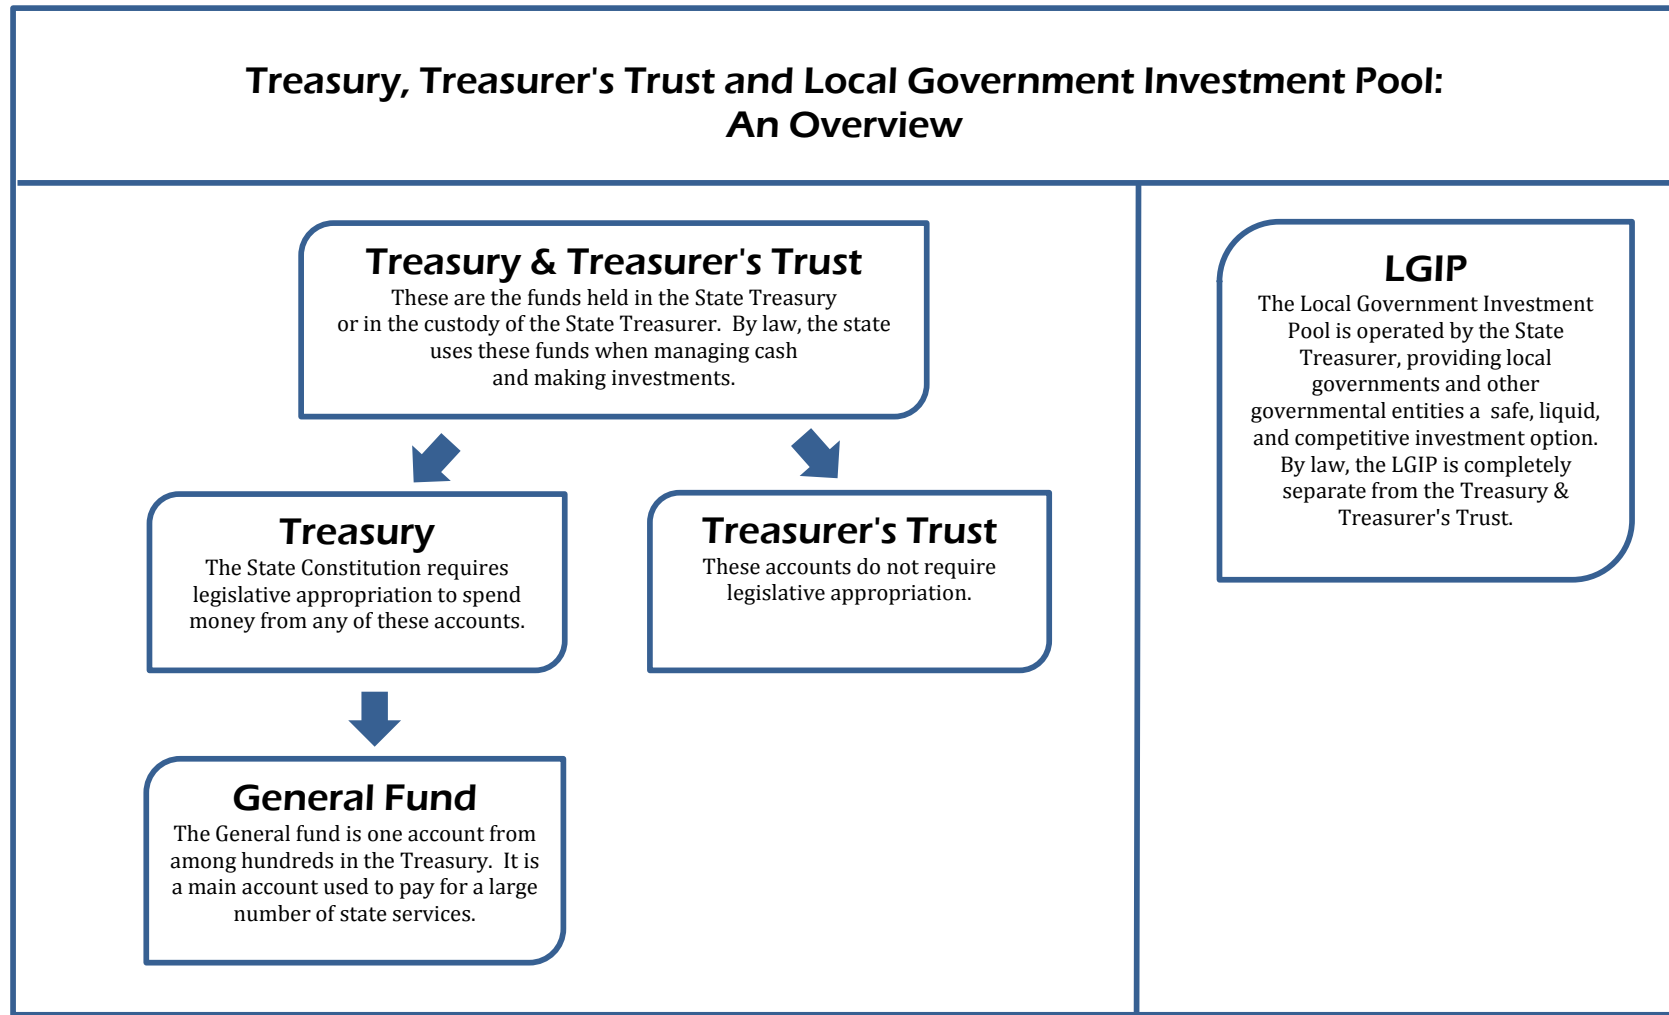 Treasury, Treasurer's Trust and Local Government Investment Pool:
An Overview
Treasury & Treasurer's Trust
These are the funds held in the State Treasury
or in the custody of the State Treasurer.  By law, the state
uses these funds when managing cash
and making investments.
Treasury
The State Constitution requires
legislative appropriation to spend
money from any of these accounts.
Treasurer's Trust
These accounts do not require
legislative appropriation.
General Fund
The General fund is one account from
among hundreds in the Treasury.  It is
a main account used to pay for a large
number of state services.
LGIP
The Local Government Investment
Pool is operated by the State
Treasurer, providing local
governments and other
governmental entities a  safe, liquid,
and competitive investment option.
By law, the LGIP is completely
separate from the Treasury &
Treasurer's Trust.